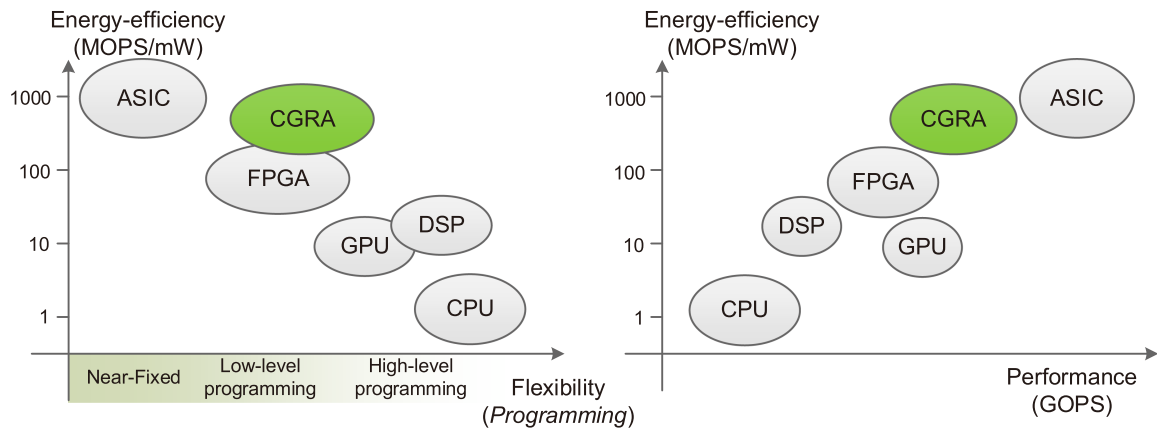 Energy-efficiency
(MOPS/mW)
1000
100
10
1
ASIC
CGRA
FPGA
GPU
DSP
CPU
Near-Fixed
Low-level
programming
High-level
programming
Flexibility
(Programming)
Energy-efficiency
(MOPS/mW)
1000
100
10
1
ASIC
CGRA
FPGA
DSP
GPU
CPU
Performance
(GOPS)